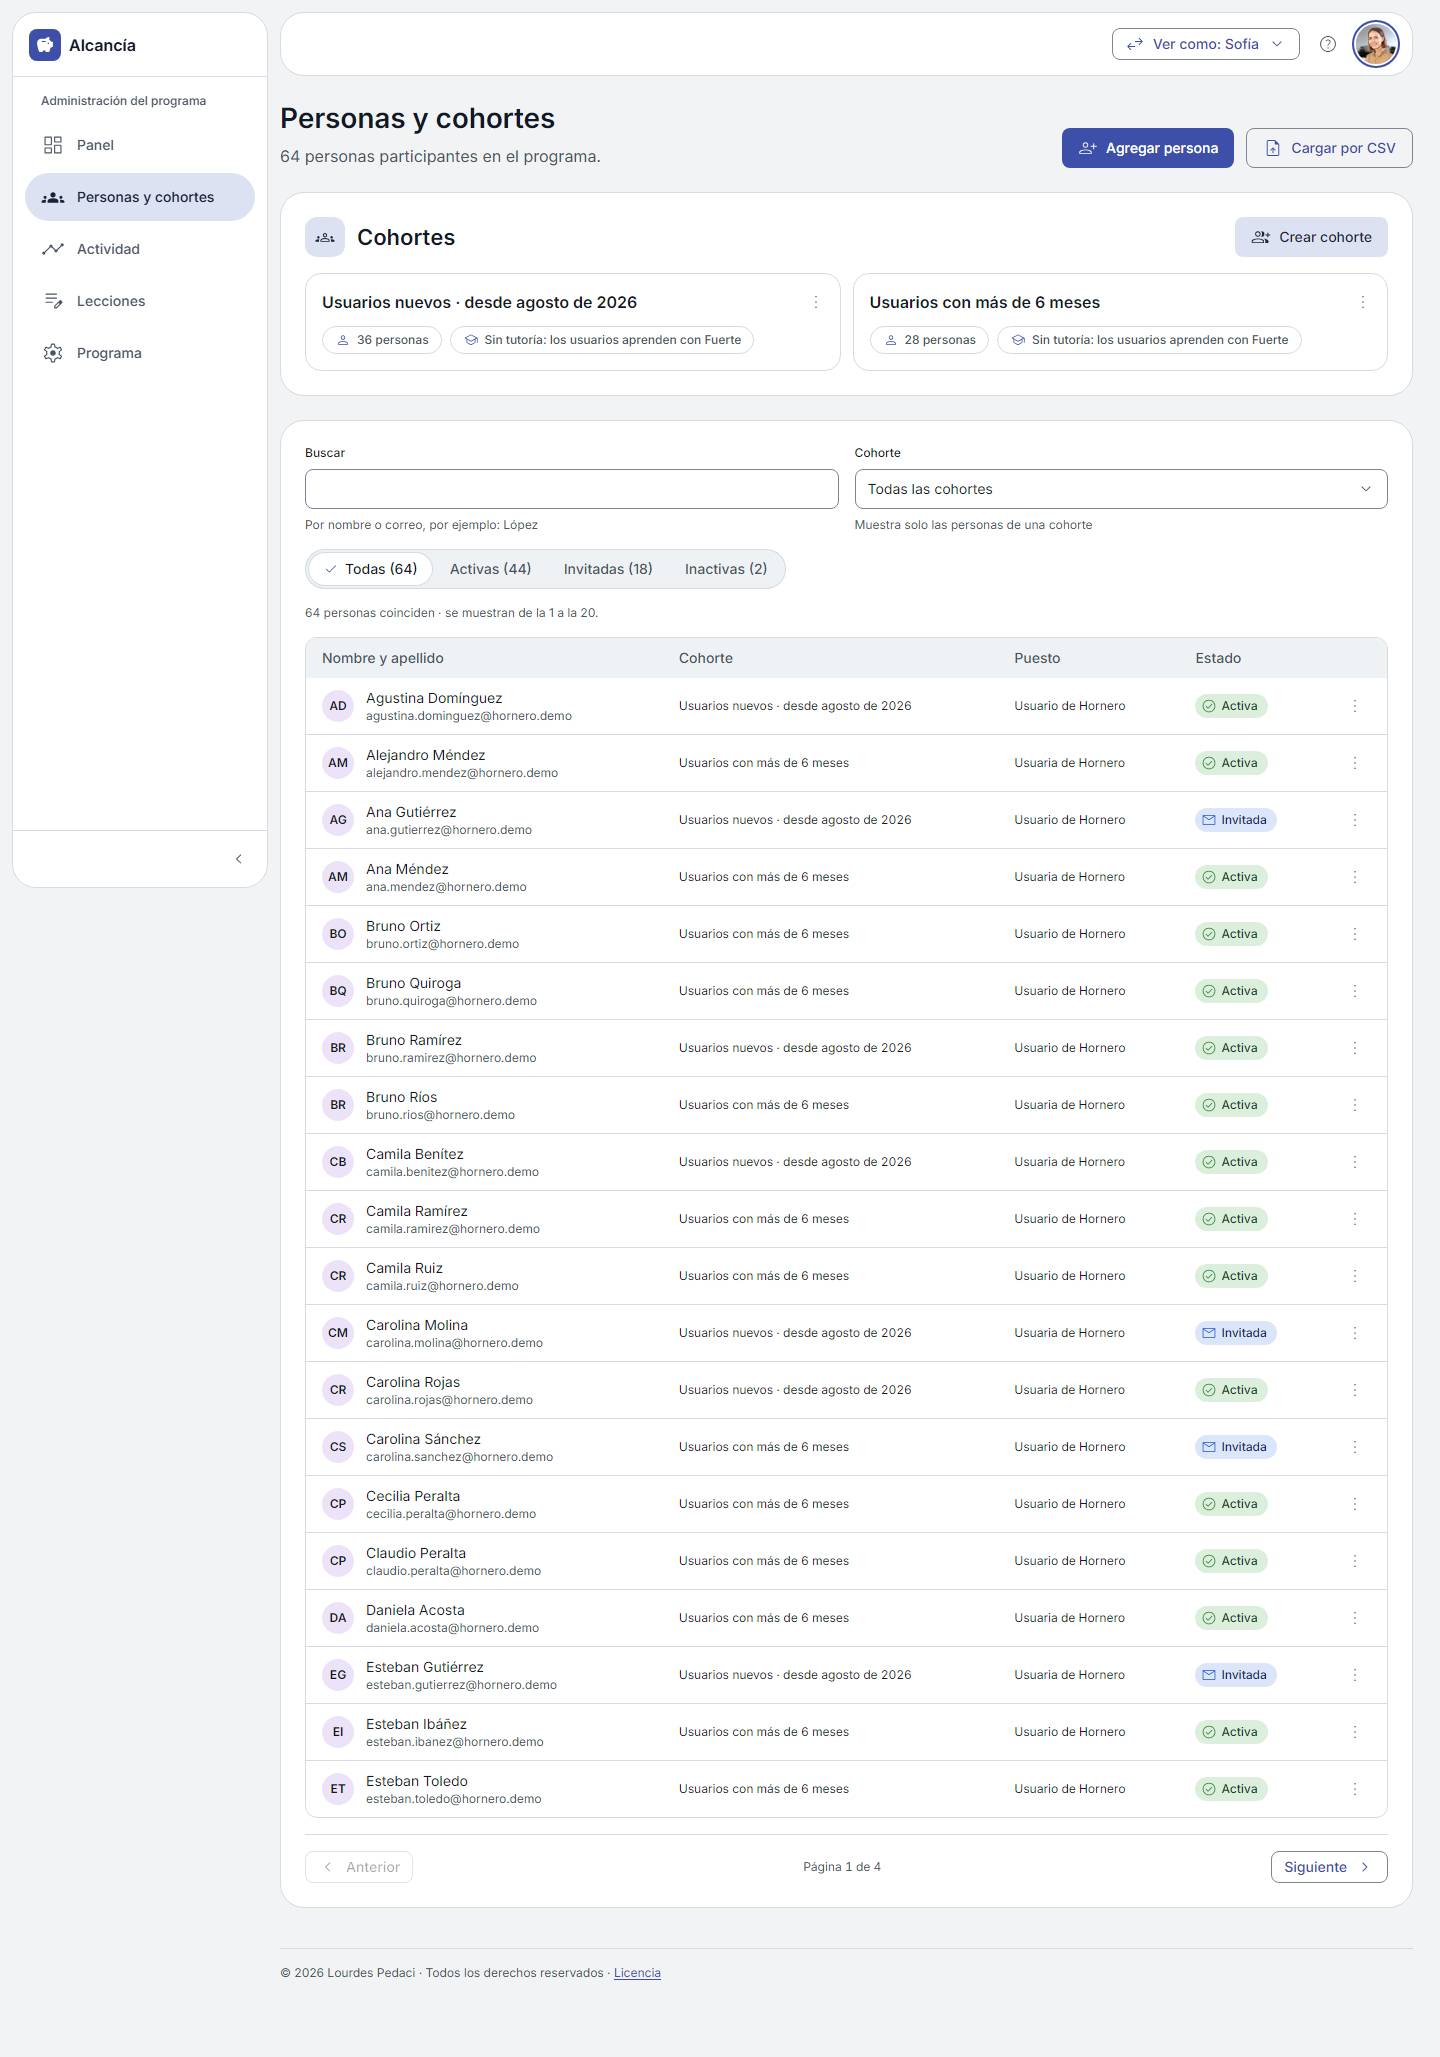 Alcancía
Ver como: Sofía
Administración del programa
Panel
Personas y cohortes
Actividad
Lecciones
Programa
Personas y cohortes
64 personas participantes en el programa.
Agregar persona
Cargar por CSV
Cohortes
Crear cohorte
Usuarios nuevos · desde agosto de 2026
36 personas
Sin tutoría: los usuarios aprenden con Fuerte
Usuarios con más de 6 meses
28 personas
Sin tutoría: los usuarios aprenden con Fuerte
Buscar
Por nombre o correo, por ejemplo: López
Cohorte
Todas las cohortes
Muestra solo las personas de una cohorte
Todas (64) Activas (44) Invitadas (18) Inactivas (2)
64 personas coinciden · se muestran de la 1 a la 20.
Nombre y apellido Cohorte Puesto Estado
AD Agustina Domínguez Usuarios nuevos · desde agosto de 2026 Usuario de Hornero Activa
agustina.dominguez@hornero.demo
AM Alejandro Méndez Usuarios con más de 6 meses Usuaria de Hornero Activa
alejandro.mendez@hornero.demo
AG Ana Gutiérrez Usuarios nuevos · desde agosto de 2026 Usuario de Hornero Invitada
ana.gutierrez@hornero.demo
AM Ana Méndez Usuarios con más de 6 meses Usuaria de Hornero Activa
ana.mendez@hornero.demo
BO Bruno Ortiz Usuarios con más de 6 meses Usuario de Hornero Activa
bruno.ortiz@hornero.demo
BQ Bruno Quiroga Usuarios con más de 6 meses Usuaria de Hornero Activa
bruno.quiroga@hornero.demo
BR Bruno Ramírez Usuarios nuevos · desde agosto de 2026 Usuario de Hornero Activa
bruno.ramirez@hornero.demo
BR Bruno Ríos Usuarios con más de 6 meses Usuaria de Hornero Activa
bruno.rios@hornero.demo
CB Camila Benítez Usuarios nuevos · desde agosto de 2026 Usuaria de Hornero Activa
camila.benitez@hornero.demo
CR Camila Ramírez Usuarios con más de 6 meses Usuario de Hornero Activa
camila.ramirez@hornero.demo
CR Camila Ruiz Usuarios con más de 6 meses Usuario de Hornero Activa
camila.ruiz@hornero.demo
CM Carolina Molina Usuarios nuevos · desde agosto de 2026 Usuaria de Hornero Invitada
carolina.molina@hornero.demo
CR Carolina Rojas Usuarios nuevos · desde agosto de 2026 Usuaria de Hornero Activa
carolina.rojas@hornero.demo
CS Carolina Sánchez Usuarios con más de 6 meses Usuario de Hornero Invitada
carolina.sanchez@hornero.demo
CP Cecilia Peralta Usuarios con más de 6 meses Usuario de Hornero Activa
cecilia.peralta@hornero.demo
CP Claudio Peralta Usuarios con más de 6 meses Usuario de Hornero Activa
claudio.peralta@hornero.demo
DA Daniela Acosta Usuarios con más de 6 meses Usuaria de Hornero Activa
daniela.acosta@hornero.demo
EG Esteban Gutiérrez Usuarios nuevos · desde agosto de 2026 Usuaria de Hornero Invitada
esteban.gutierrez@hornero.demo
EI Esteban Ibáñez Usuarios con más de 6 meses Usuario de Hornero Activa
esteban.ibanez@hornero.demo
ET Esteban Toledo Usuarios con más de 6 meses Usuario de Hornero Activa
esteban.toledo@hornero.demo
Anterior Página 1 de 4 Siguiente
© 2026 Lourdes Pedaci · Todos los derechos reservados · Licencia